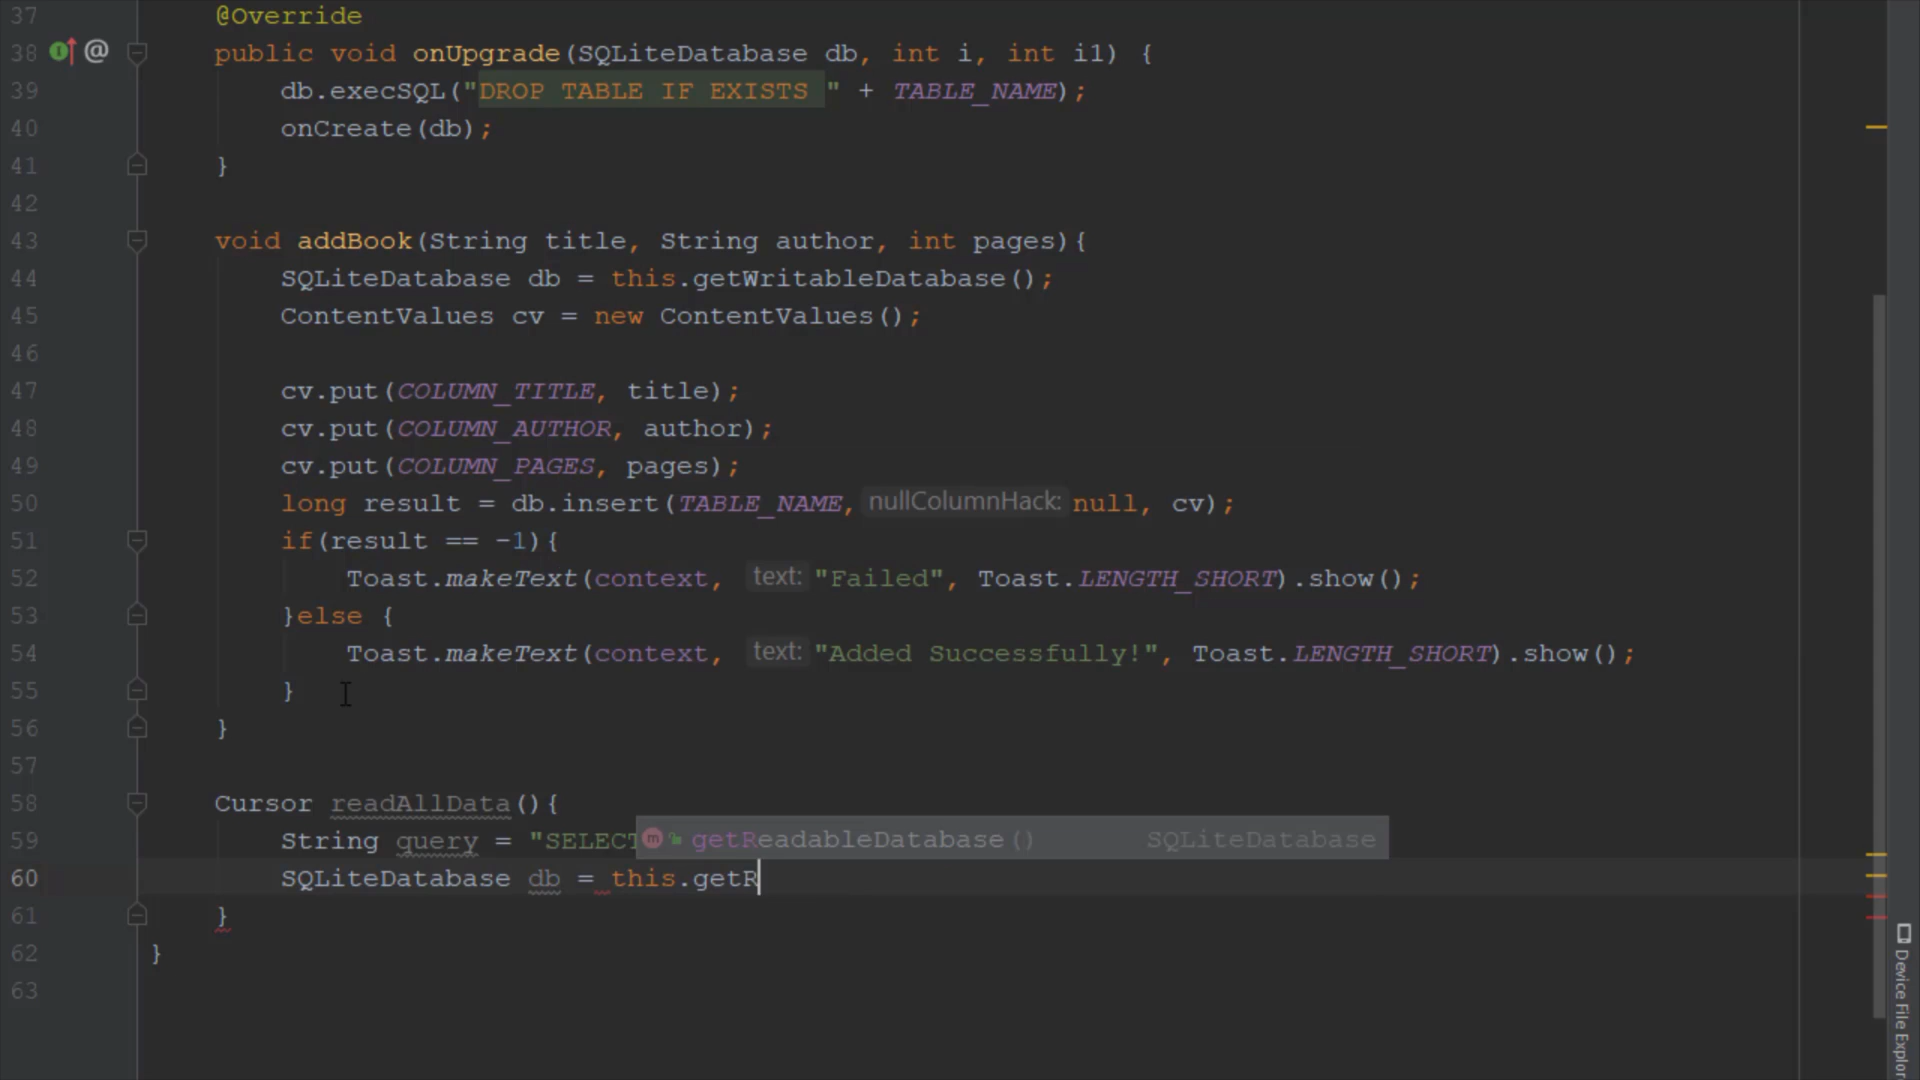 37 @Override
38 @ public void onUpgrade(SQLiteDatabase db, int i, int i1) {
39 db.execSQL("DROP TABLE IF EXISTS " + TABLE_NAME);
40 onCreate(db);
41 }
42
43 void addBook(String title, String author, int pages){
44 SQLiteDatabase db = this.getWritableDatabase();
45 ContentValues cv = new ContentValues();
46
47 cv.put(COLUMN_TITLE, title);
48 cv.put(COLUMN_AUTHOR, author);
49 cv.put(COLUMN_PAGES, pages);
50 long result = db.insert(TABLE_NAME, nullColumnHack: null, cv);
51 if(result == -1){
52 Toast.makeText(context, text: "Failed", Toast.LENGTH_SHORT).show();
53 }else {
54 Toast.makeText(context, text: "Added Successfully!", Toast.LENGTH_SHORT).show();
55 }
56 }
57
58 Cursor readAllData(){
59 String query = "SELECT
getReadableDatabase() SQLiteDatabase
60 SQLiteDatabase db = this.getR
61 }
62 }
63
Device File Explor